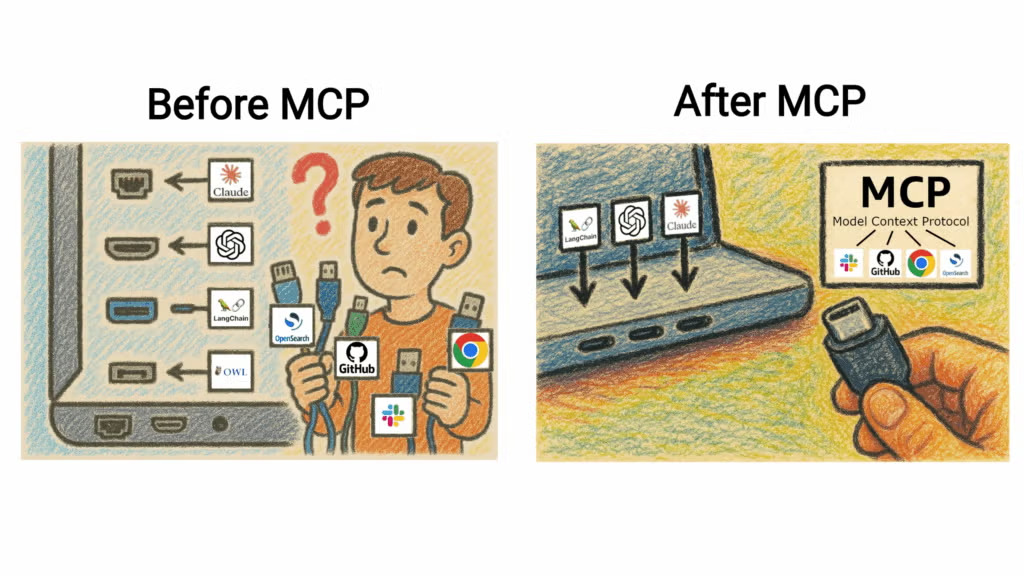 Before MCP
Claude
LangChain
OWL
OpenSearch
GitHub
?
After MCP
LangChain
Claude
MCP
Model Context Protocol
GitHub
OpenSearch